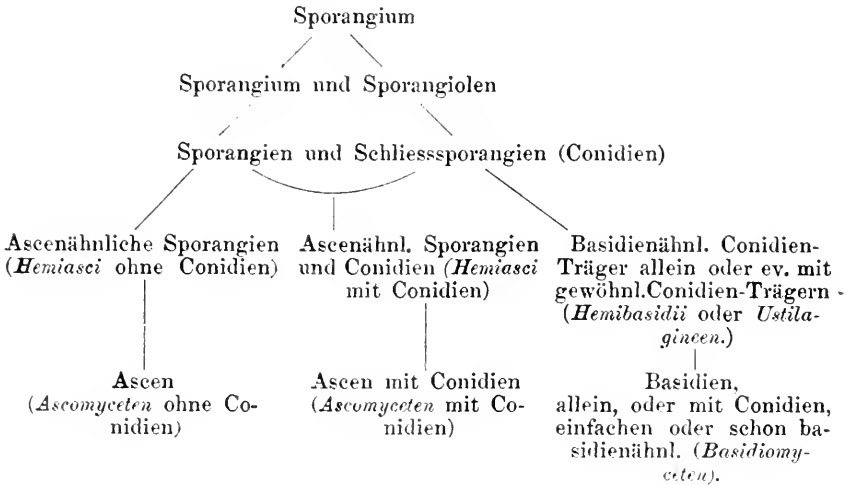 Sporangium
Sporangium und Sporangiolen
Sporangien und Schliesssporangien (Conidien)
Ascenähnliche Sporangien
(Hemiasci ohne Conidien)
Ascenähnl. Sporangien
und Conidien (Hemiasci
mit Conidien)
Basidienähnl. Conidien-
Träger allein oder ev. mit
gewöhnl.Conidien-Trägern
(Hemibasidii oder Ustila-
gineen.)
Ascen
(Ascomyceten ohne Co-
nidien)
Ascen mit Conidien
(Ascomyceten mit Co-
nidien)
Basidien,
allein, oder mit Conidien,
einfachen oder schon ba-
sidienähnl. (Basidiomy-
ceten).